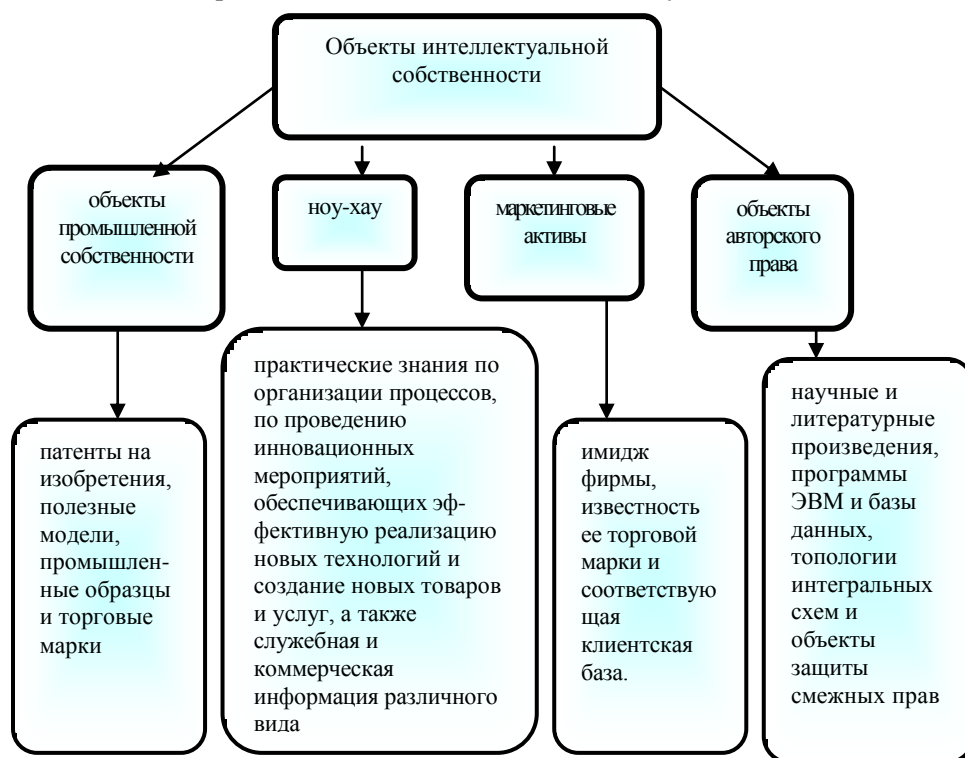 Объекты интеллектуальной
собственности
объекты
промышленной
собственности
ноу-хау
маркетинговые
активы
объекты
авторского
права
патенты на
изобретения,
полезные
модели,
промышлен-
ные образцы
и торговые
марки
практические знания по
организации процессов,
по проведению
инновационных
мероприятий,
обеспечивающих эф-
фективную реализацию
новых технологий и
создание новых товаров
и услуг, а также
служебная и
коммерческая
информация различного
вида
имидж
фирмы,
известность
ее торговой
марки и
соответствую
щая
клиентская
база.
научные и
литературные
произведения,
программы
ЭВМ и базы
данных,
топологии
интегральных
схем и
объекты
защиты
смежных прав